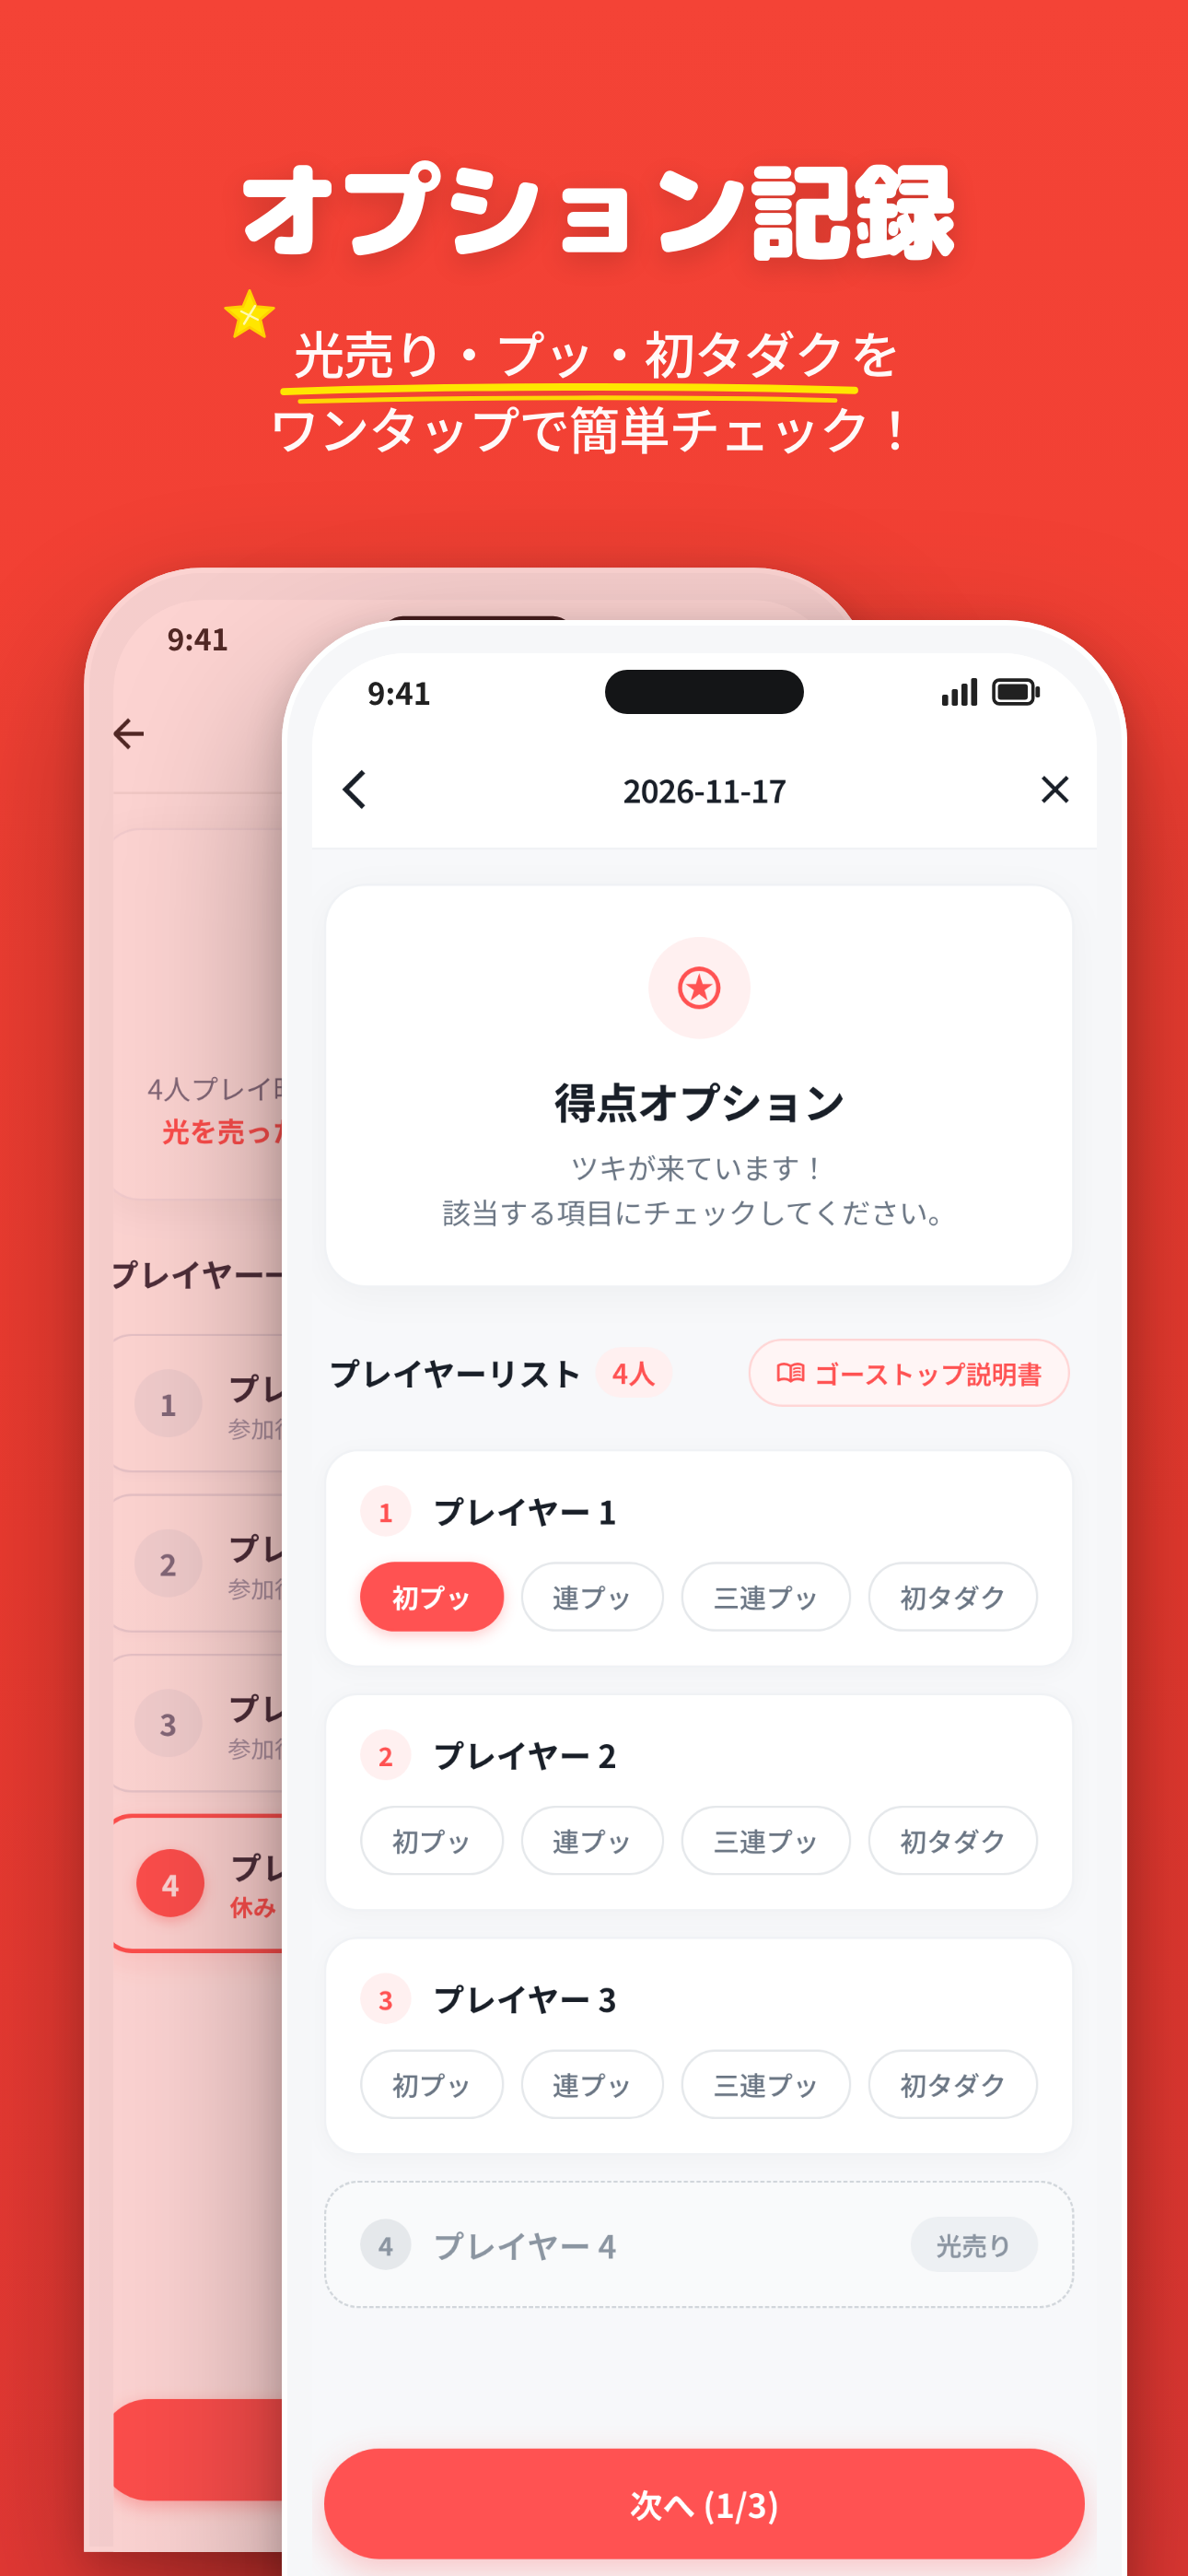 オプション記録
光売り・プッ・初タダクを
ワンタップで簡単チェック！
9:41
4人プレイ
光を売った
プレイヤー
1
プレ
参加
2
プレ
参加
3
プレ
参加
4
プレ
休み
9:41
2026-11-17
得点オプション
ツキが来ています！
該当する項目にチェックしてください。
プレイヤーリスト 4人 ゴーストップ説明書
1 プレイヤー 1
初プッ 連プッ 三連プッ 初タダク
2 プレイヤー 2
初プッ 連プッ 三連プッ 初タダク
3 プレイヤー 3
初プッ 連プッ 三連プッ 初タダク
4 プレイヤー 4 光売り
次へ (1/3)